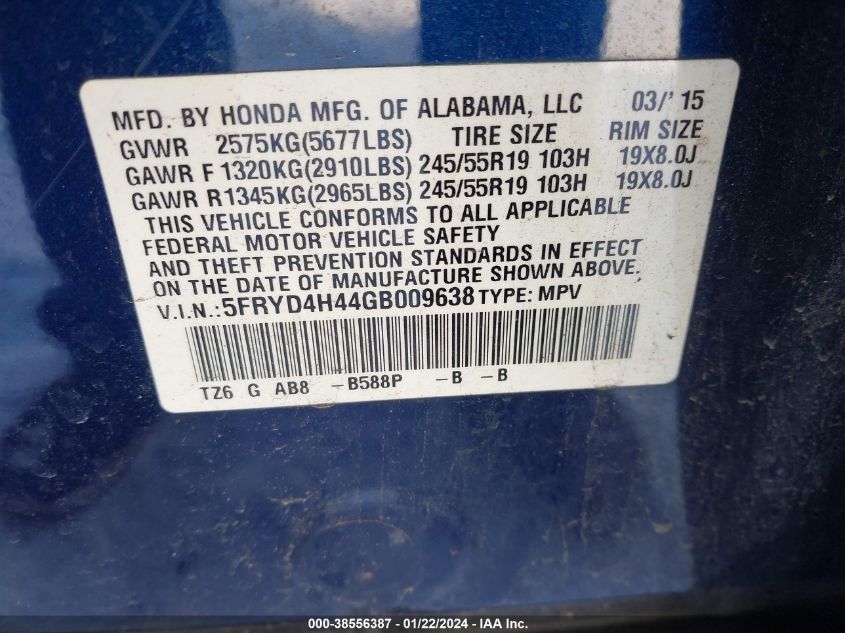 MFD. BY HONDA MFG. OF ALABAMA, LLC 03/' 15
GVWR 2575KG(5677LBS) TIRE SIZE RIM SIZE
GAWR F 1320KG(2910LBS) 245/55R19 103H 19X8.0J
GAWR R1345KG(2965LBS) 245/55R19 103H 19X8.0J
THIS VEHICLE CONFORMS TO ALL APPLICABLE
FEDERAL MOTOR VEHICLE SAFETY
AND THEFT PREVENTION STANDARDS IN EFFECT
ON THE DATE OF MANUFACTURE SHOWN ABOVE.
V.I.N.:5FRYD4H44GB009638 TYPE: MPV
TZ6 G AB8 -B588P -B -B
000-38556387 - 01/22/2024 - IAA Inc.